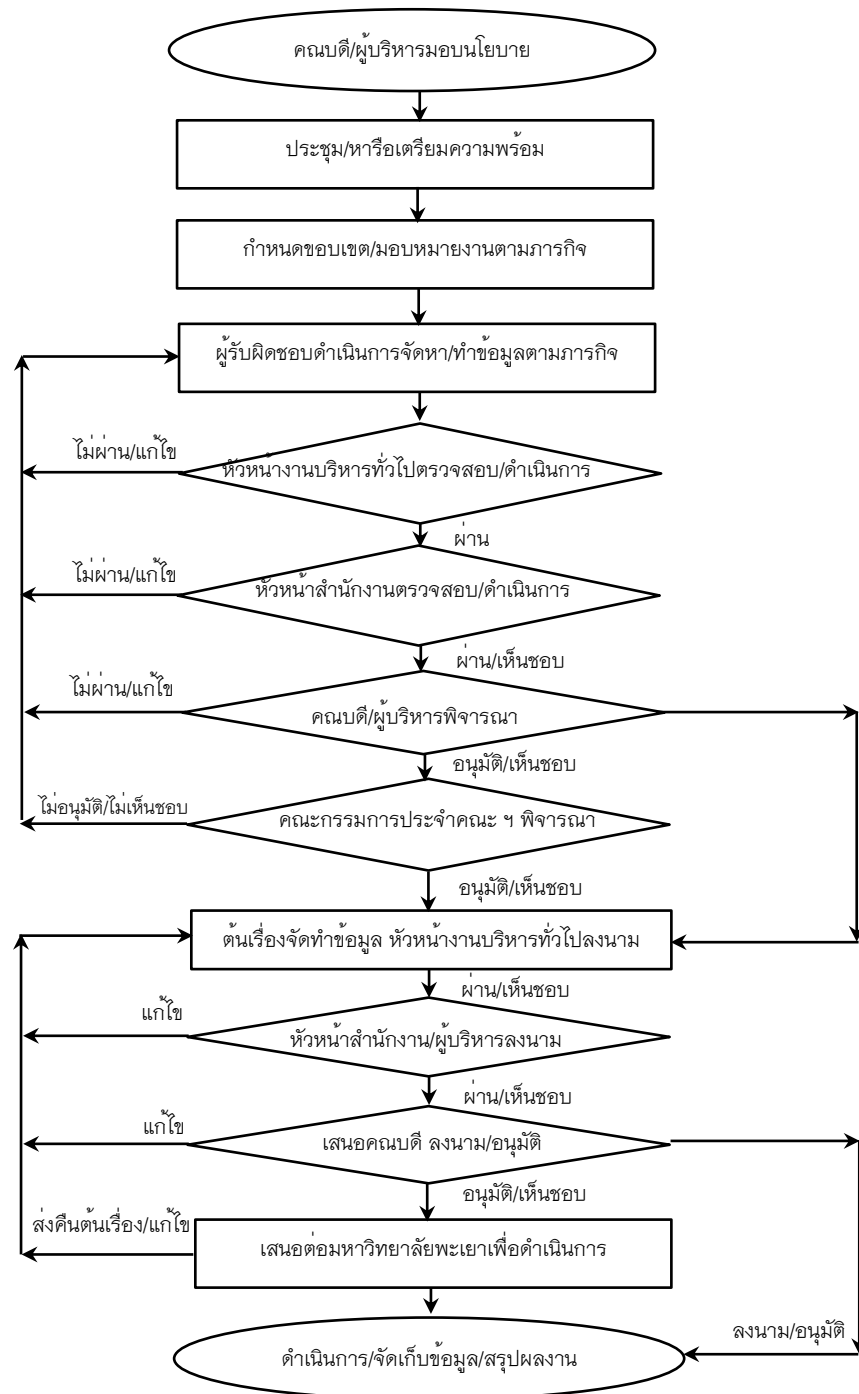 คณบดี/ผู้บริหารมอบนโยบาย
ประชุม/หารือเตรียมความพร้อม
กำหนดขอบเขต/มอบหมายงานตามภารกิจ
ผู้รับผิดชอบดำเนินการจัดหา/ทำข้อมูลตามภารกิจ
ไม่ผ่าน/แก้ไข
หัวหน้างานบริหารทั่วไปตรวจสอบ/ดำเนินการ
ผ่าน
ไม่ผ่าน/แก้ไข
หัวหน้าสำนักงานตรวจสอบ/ดำเนินการ
ผ่าน/เห็นชอบ
ไม่ผ่าน/แก้ไข
คณบดี/ผู้บริหารพิจารณา
อนุมัติ/เห็นชอบ
ไม่อนุมัติ/ไม่เห็นชอบ
คณะกรรมการประจำคณะ ฯ พิจารณา
อนุมัติ/เห็นชอบ
ต้นเรื่องจัดทำข้อมูล หัวหน้างานบริหารทั่วไปลงนาม
ผ่าน/เห็นชอบ
แก้ไข
หัวหน้าสำนักงาน/ผู้บริหารลงนาม
ผ่าน/เห็นชอบ
แก้ไข
เสนอคณบดี ลงนาม/อนุมัติ
อนุมัติ/เห็นชอบ
ส่งคืนต้นเรื่อง/แก้ไข
เสนอต่อมหาวิทยาลัยพะเยาเพื่อดำเนินการ
ลงนาม/อนุมัติ
ดำเนินการ/จัดเก็บข้อมูล/สรุปผลงาน